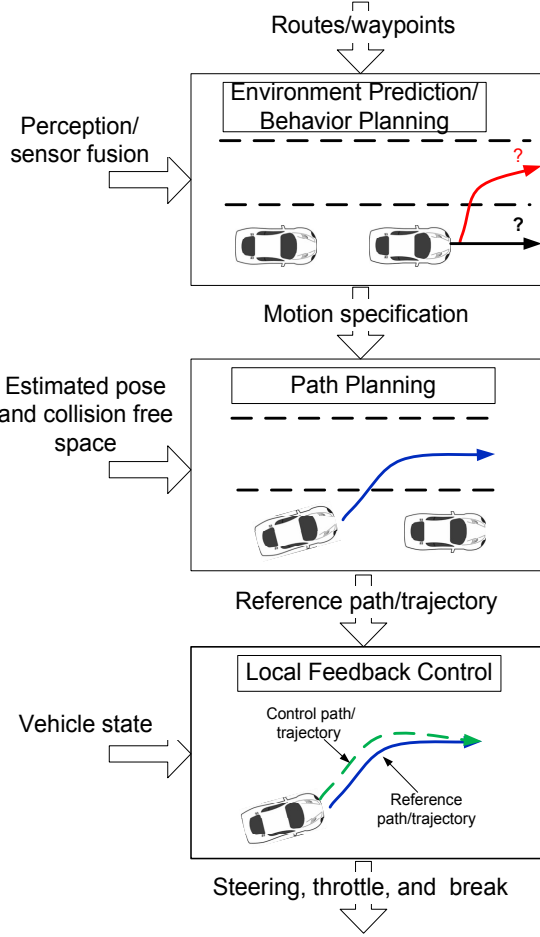 Routes/waypoints
Environment Prediction/
Behavior Planning
Perception/
sensor fusion
?
?
Motion specification
Estimated pose
and collision free
space
Path Planning
Reference path/trajectory
Local Feedback Control
Vehicle state
Control path/
trajectory
Reference
path/trajectory
Steering, throttle, and break